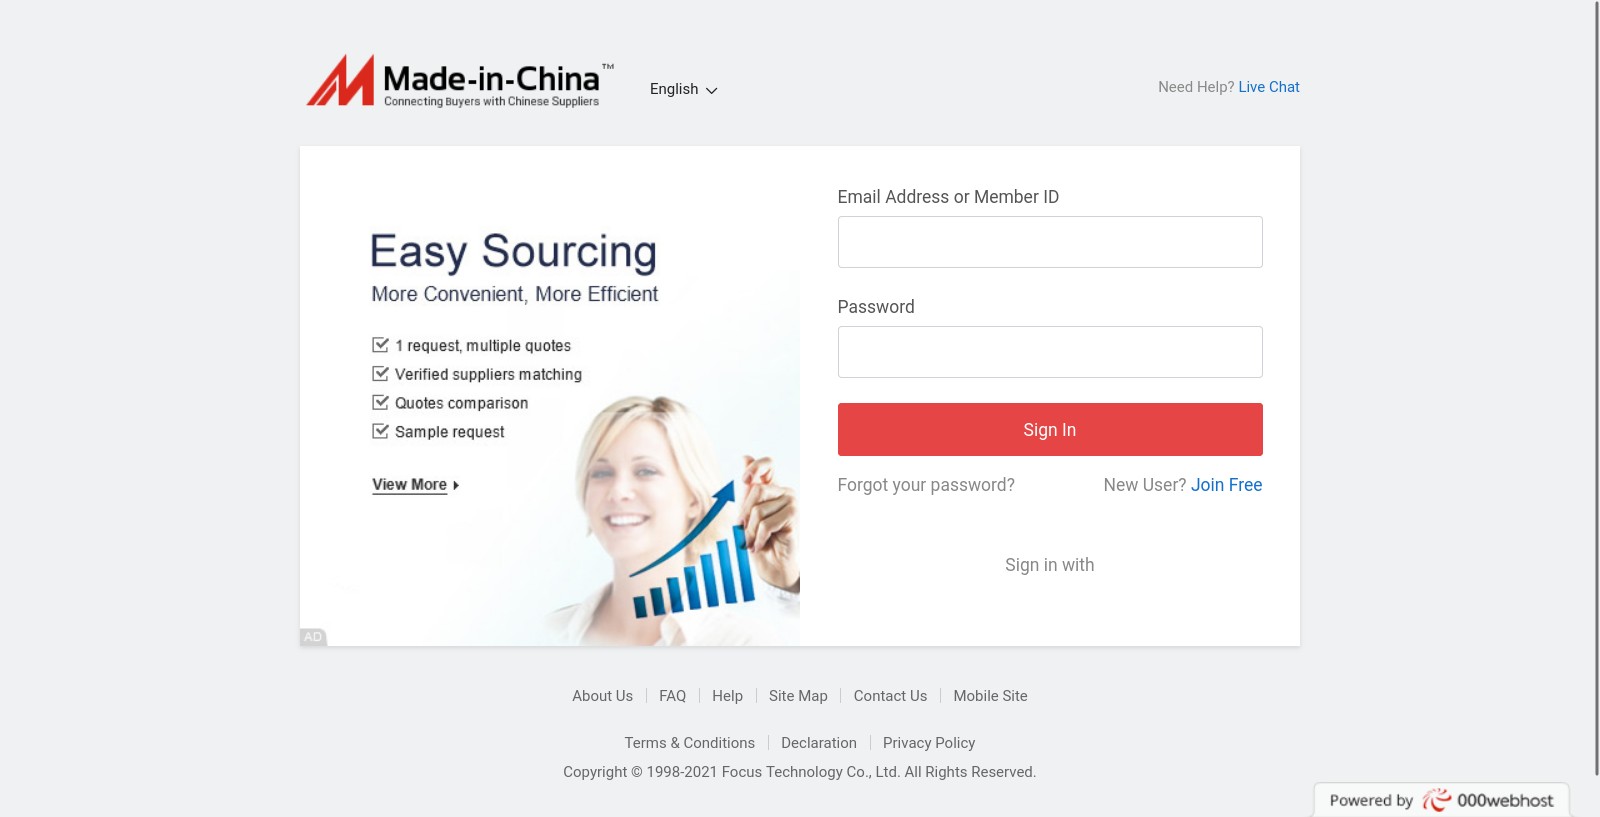 Made-in-China™
Connecting Buyers with Chinese Suppliers
English
Need Help? Live Chat
Easy Sourcing
More Convenient, More Efficient
1 request, multiple quotes
Verified suppliers matching
Quotes comparison
Sample request
View More
AD
Email Address or Member ID
Password
Sign In
Forgot your password?
New User? Join Free
Sign in with
About Us
FAQ
Help
Site Map
Contact Us
Mobile Site
Terms & Conditions
Declaration
Privacy Policy
Copyright © 1998-2021 Focus Technology Co., Ltd. All Rights Reserved.
Powered by 000webhost